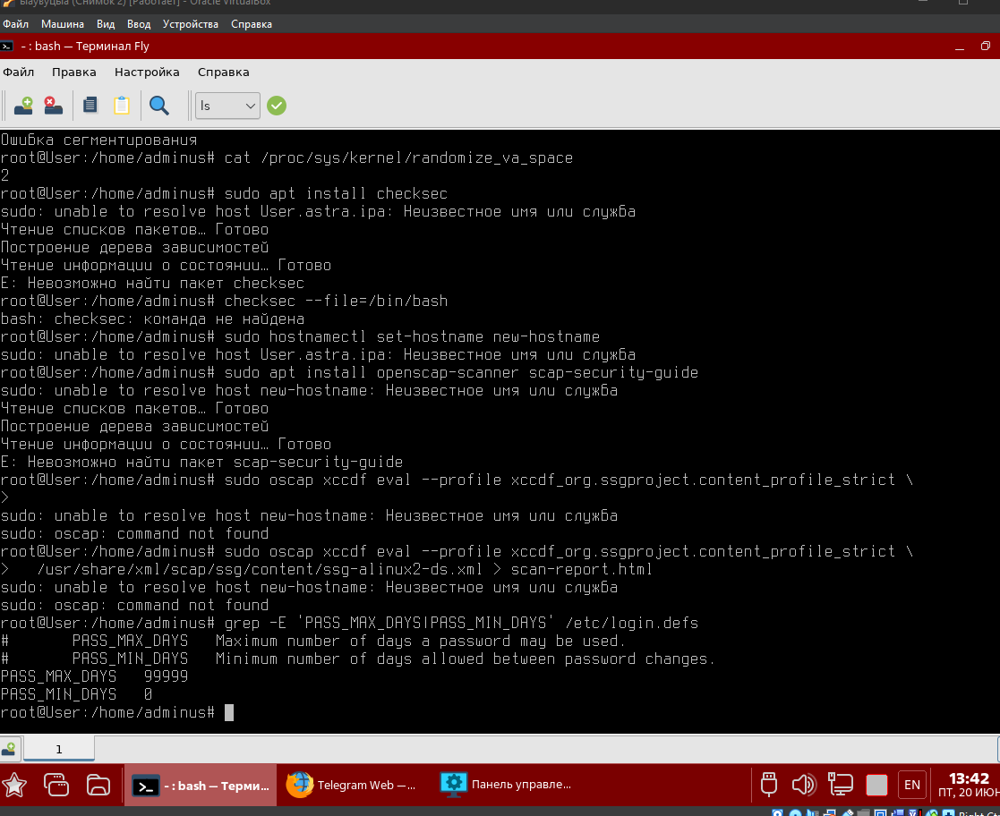 ыаувуцыа (Снимок 2) [Работает] - Oracle VirtualBox
Файл Машина Вид Ввод Устройства Справка
- : bash — Терминал Fly
Файл Правка Настройка Справка
ls
Ошибка сегментирования
root@User:/home/adminus# cat /proc/sys/kernel/randomize_va_space
2
root@User:/home/adminus# sudo apt install checksec
sudo: unable to resolve host User.astra.ipa: Неизвестное имя или служба
Чтение списков пакетов… Готово
Построение дерева зависимостей
Чтение информации о состоянии… Готово
E: Невозможно найти пакет checksec
root@User:/home/adminus# checksec --file=/bin/bash
bash: checksec: команда не найдена
root@User:/home/adminus# sudo hostnamectl set-hostname new-hostname
sudo: unable to resolve host User.astra.ipa: Неизвестное имя или служба
root@User:/home/adminus# sudo apt install openscap-scanner scap-security-guide
sudo: unable to resolve host new-hostname: Неизвестное имя или служба
Чтение списков пакетов… Готово
Построение дерева зависимостей
Чтение информации о состоянии… Готово
E: Невозможно найти пакет scap-security-guide
root@User:/home/adminus# sudo oscap xccdf eval --profile xccdf_org.ssgproject.content_profile_strict \
>
sudo: unable to resolve host new-hostname: Неизвестное имя или служба
sudo: oscap: command not found
root@User:/home/adminus# sudo oscap xccdf eval --profile xccdf_org.ssgproject.content_profile_strict \
>   /usr/share/xml/scap/ssg/content/ssg-alinux2-ds.xml > scan-report.html
sudo: unable to resolve host new-hostname: Неизвестное имя или служба
sudo: oscap: command not found
root@User:/home/adminus# grep -E 'PASS_MAX_DAYS|PASS_MIN_DAYS' /etc/login.defs
#       PASS_MAX_DAYS   Maximum number of days a password may be used.
#       PASS_MIN_DAYS   Minimum number of days allowed between password changes.
PASS_MAX_DAYS   99999
PASS_MIN_DAYS   0
root@User:/home/adminus#
1
- : bash — Терми...
Telegram Web —...
Панель управле...
EN
13:42
ПТ, 20 ИЮН
Right Ct